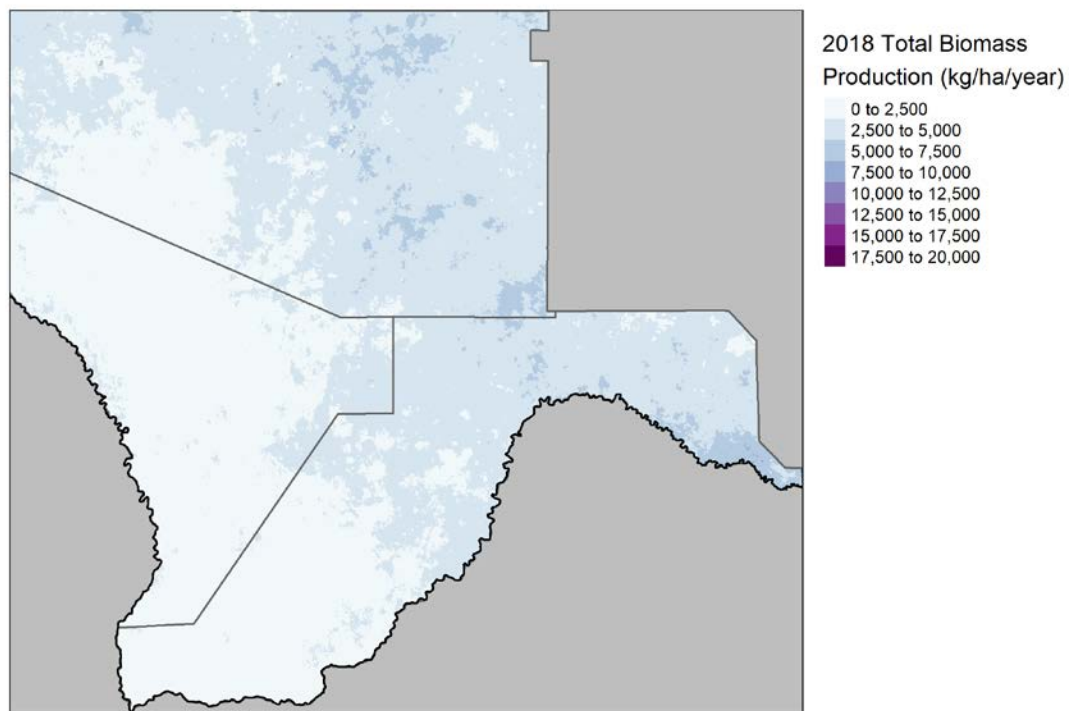 2018 Total Biomass
Production (kg/ha/year)
0 to 2,500
2,500 to 5,000
5,000 to 7,500
7,500 to 10,000
10,000 to 12,500
12,500 to 15,000
15,000 to 17,500
17,500 to 20,000